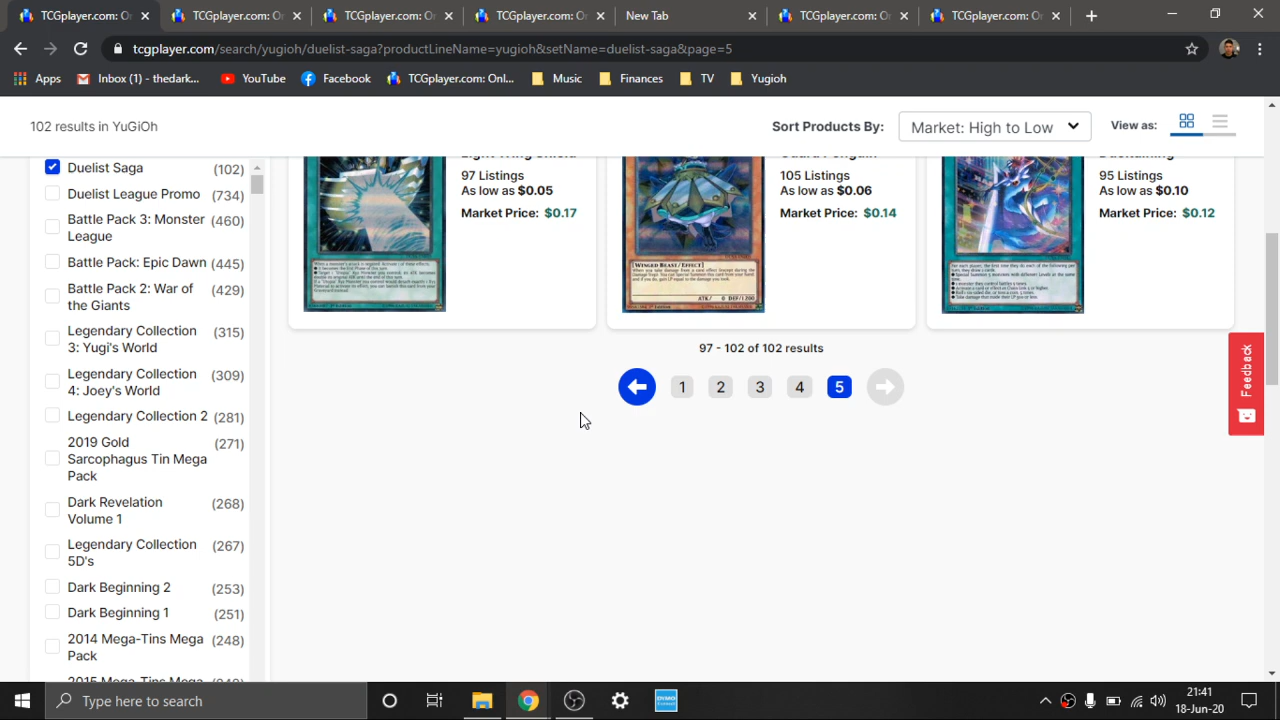 TCGplayer.com: O
TCGplayer.com: O
TCGplayer.com: O
TCGplayer.com: O
New Tab
TCGplayer.com: O
TCGplayer.com: O
tcgplayer.com/search/yugioh/duelist-saga?productLineName=yugioh&setName=duelist-saga&page=5
Apps
Inbox (1) - thedark...
YouTube
Facebook
TCGplayer.com: Onl...
Music
Finances
TV
Yugioh
102 results in YuGiOh
Sort Products By:
Market: High to Low
View as:
Duelist Saga (102)
Duelist League Promo (734)
Battle Pack 3: Monster (460)
League
Battle Pack: Epic Dawn (445)
Battle Pack 2: War of (429)
the Giants
Legendary Collection (315)
3: Yugi's World
Legendary Collection (309)
4: Joey's World
Legendary Collection 2 (281)
2019 Gold (271)
Sarcophagus Tin Mega
Pack
Dark Revelation (268)
Volume 1
Legendary Collection (267)
5D's
Dark Beginning 2 (253)
Dark Beginning 1 (251)
2014 Mega-Tins Mega (248)
Pack
97 Listings
As low as $0.05
Market Price: $0.17
105 Listings
As low as $0.06
Market Price: $0.14
95 Listings
As low as $0.10
Market Price: $0.12
[WINGED BEAST/EFFECT]
ATK/ 0 DEF/1200
97 - 102 of 102 results
1 2 3 4 5
Feedback
Type here to search
DYMO
21:41
18-Jun-20